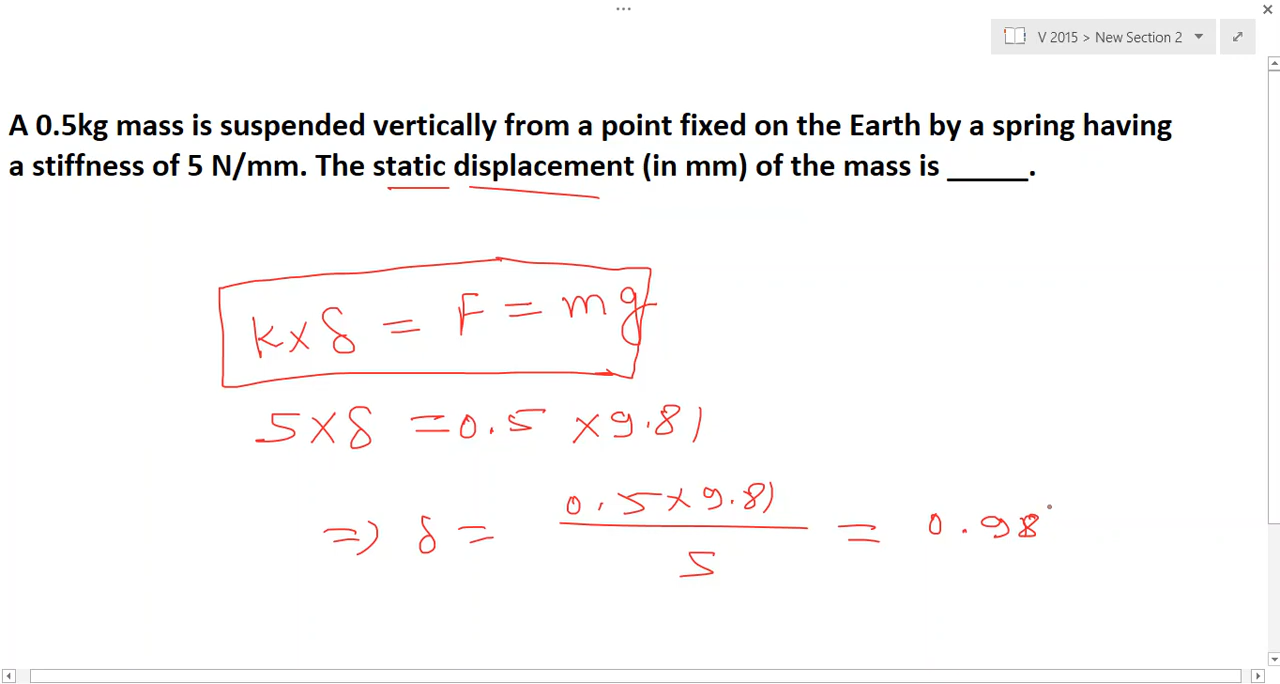 V 2015 > New Section 2
A 0.5kg mass is suspended vertically from a point fixed on the Earth by a spring having
a stiffness of 5 N/mm. The static displacement (in mm) of the mass is _____.
k×δ = F = mg
5×δ = 0.5 ×9.81
=> δ = 0.5×9.81 / 5 = 0.98